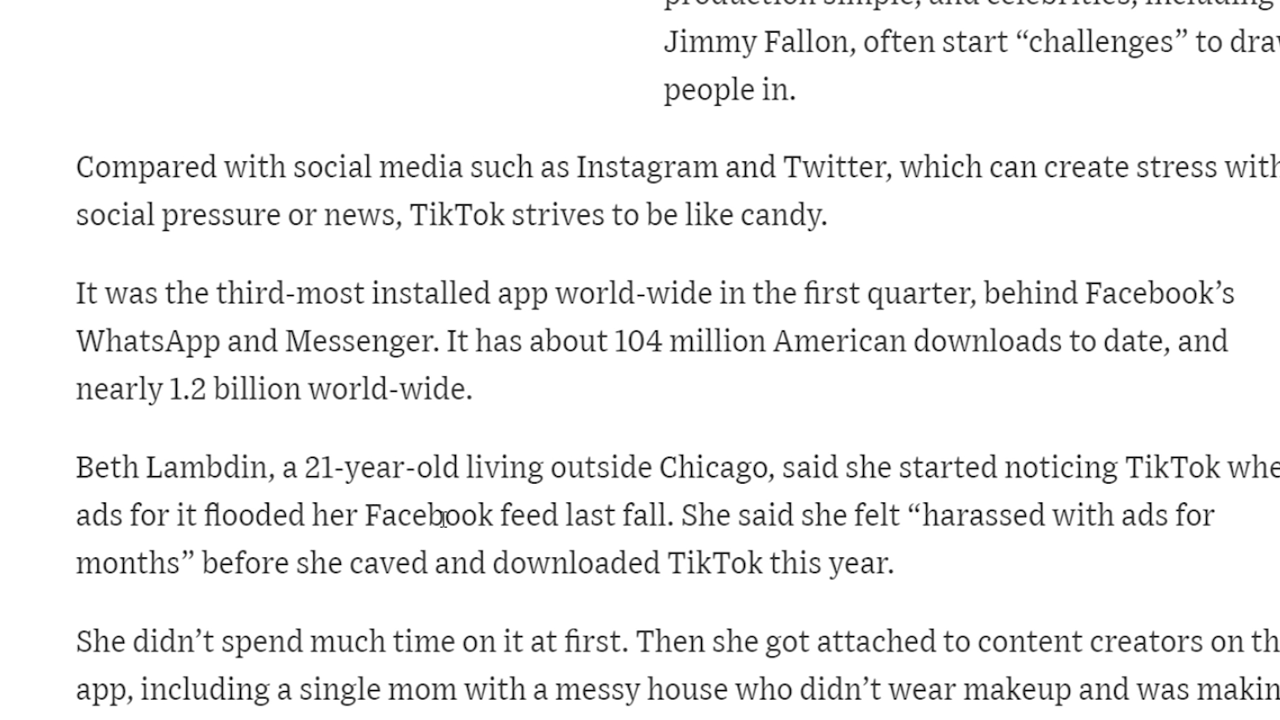 production simple, and celebrities, including
Jimmy Fallon, often start “challenges” to
people in.
Compared with social media such as Instagram and Twitter, which can create stress with
social pressure or news, TikTok strives to be like candy.
It was the third-most installed app world-wide in the first quarter, behind Facebook’s
WhatsApp and Messenger. It has about 104 million American downloads to date, and
nearly 1.2 billion world-wide.
Beth Lambdin, a 21-year-old living outside Chicago, said she started noticing TikTok
ads for it flooded her Facebook feed last fall. She said she felt “harassed with ads for
months” before she caved and downloaded TikTok this year.
She didn’t spend much time on it at first. Then she got attached to content creators on
app, including a single mom with a messy house who didn’t wear makeup and was